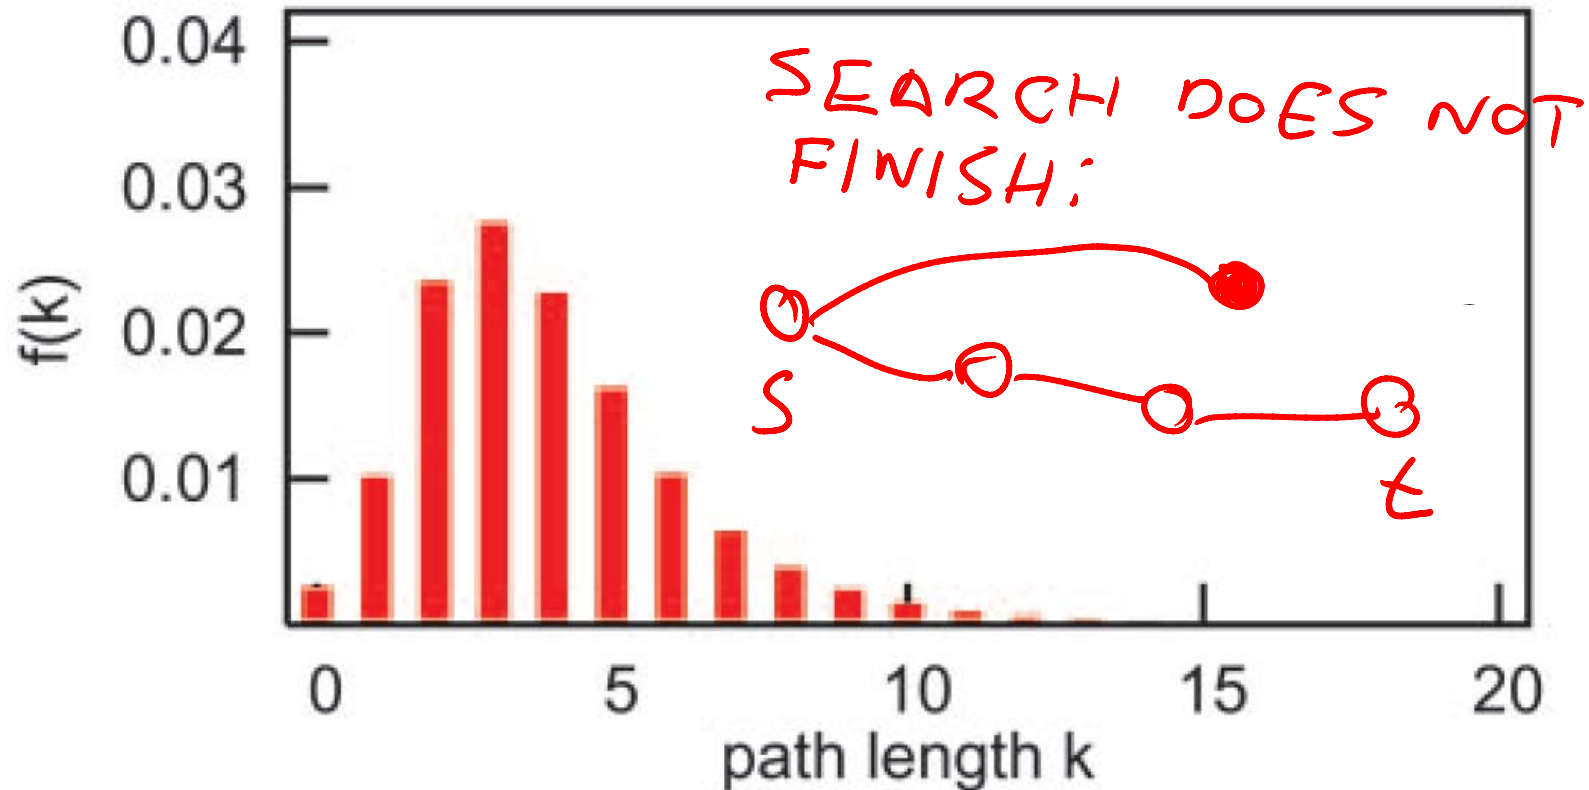 0.04
SEARCH DOES NOT
FINISH:
0.03
0.02
f(k)
S
0.01
t
0 5 10 15 20
path length k